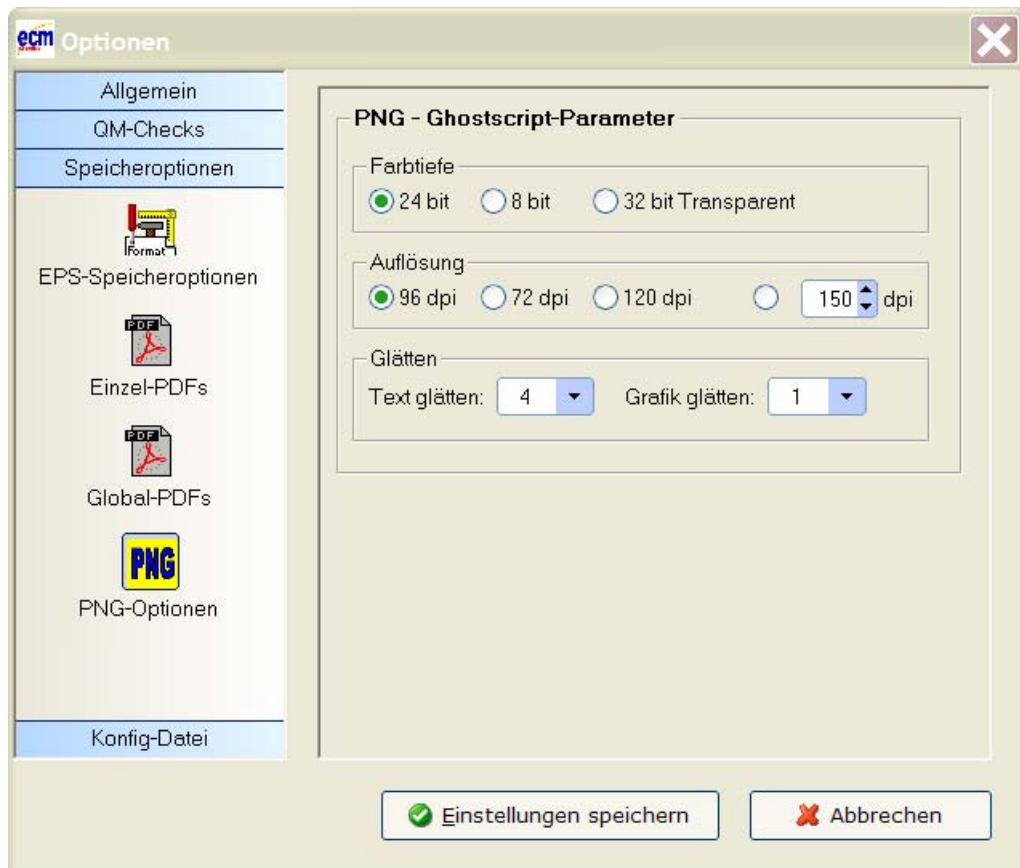 ecm Optionen
Allgemein
QM-Checks
Speicheroptionen
Format
EPS-Speicheroptionen
PDF
Einzel-PDFs
PDF
Global-PDFs
PNG
PNG-Optionen
Konfig-Datei
PNG - Ghostscript-Parameter
Farbtiefe
24 bit 8 bit 32 bit Transparent
Auflösung
96 dpi 72 dpi 120 dpi 150 dpi
Glätten
Text glätten: 4 Grafik glätten: 1
Einstellungen speichern Abbrechen